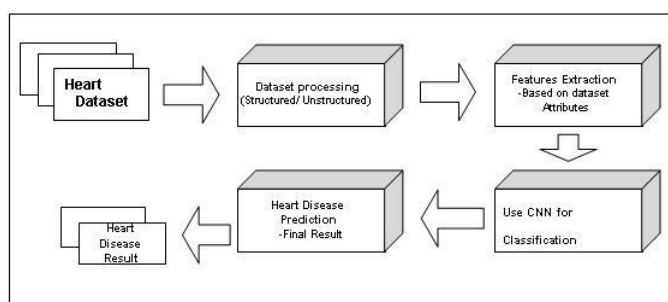 Heart
Dataset
Dataset processing
(Structured/ Unstructured)
Features Extraction
-Based on dataset
Attributes
Use CNN for
Classification
Heart Disease
Prediction
-Final Result
Heart
Disease
Result